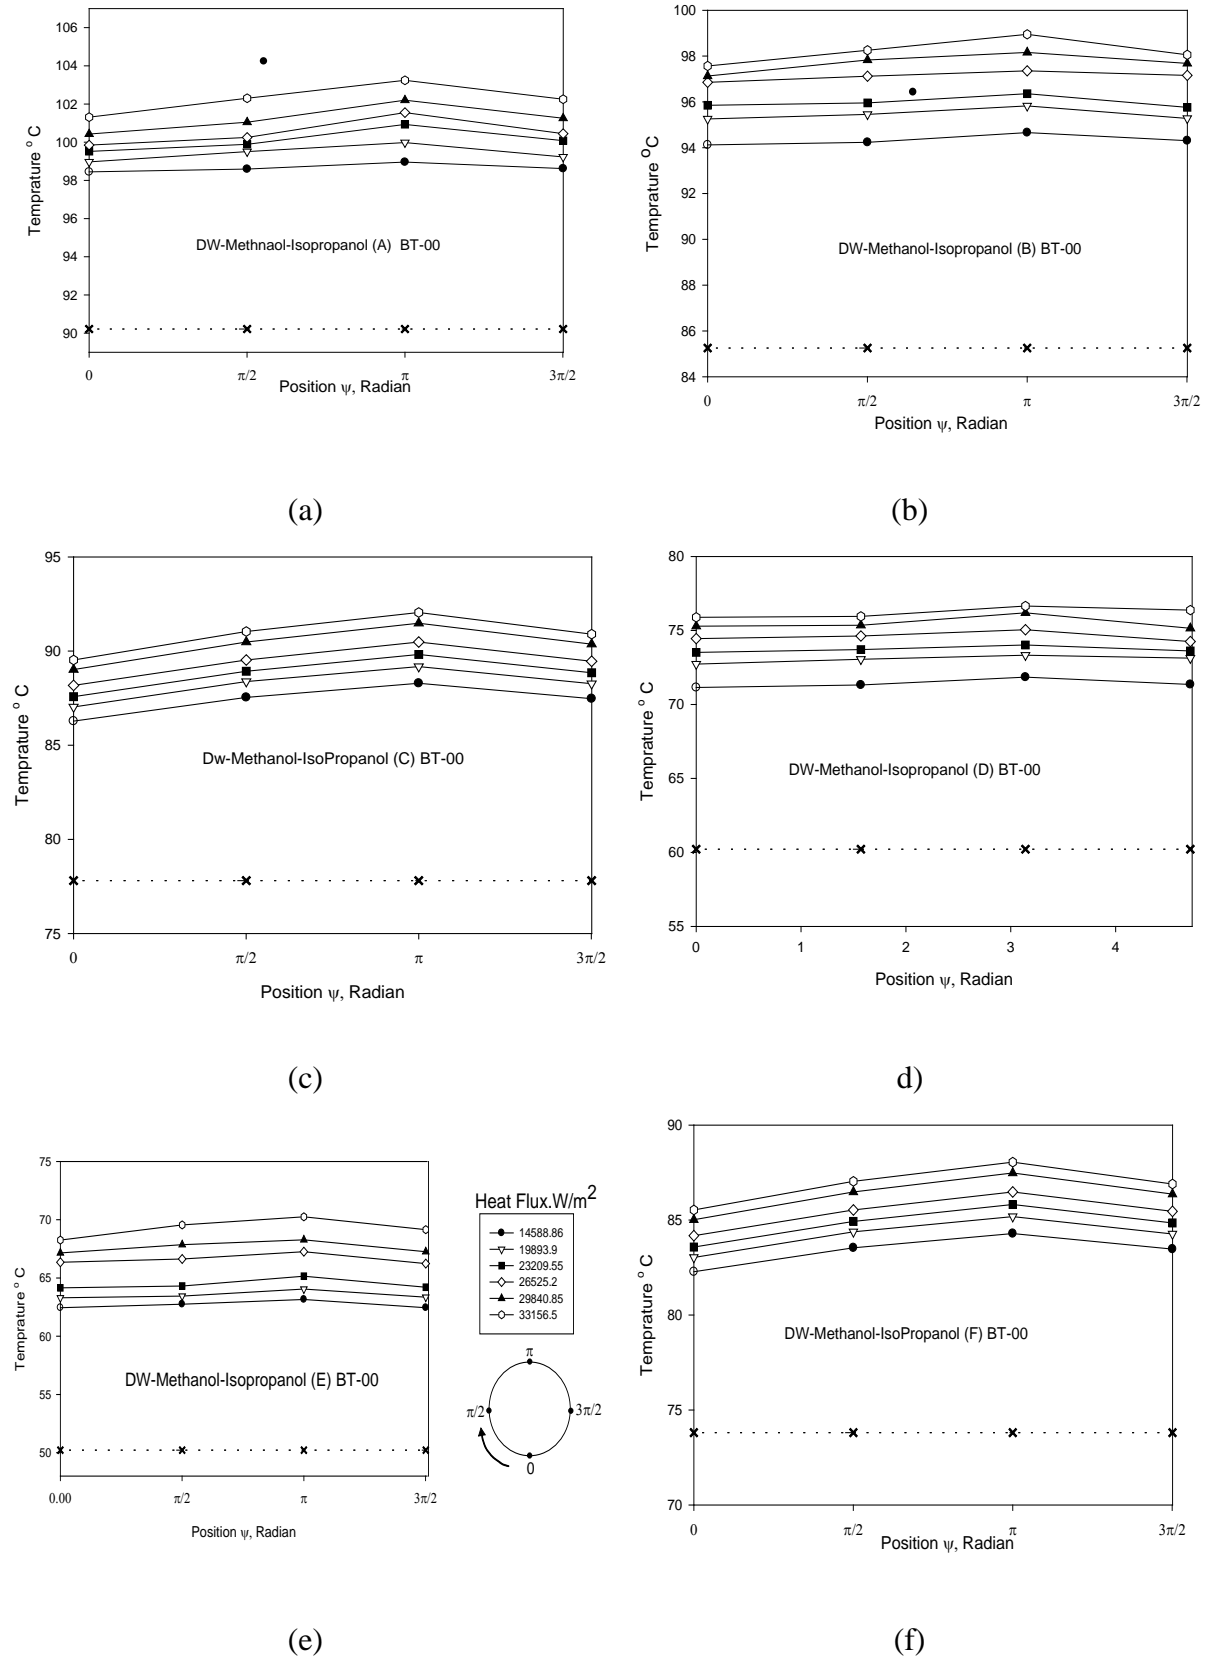 106
104
102
100
98
96
94
92
90
Temprature ° C
DW-Methnaol-Isopropanol (A) BT-00
0
π/2
π
3π/2
Position ψ, Radian
(a)
100
98
96
94
90
88
86
84
Temprature °C
DW-Methanol-Isopropanol (B) BT-00
0
π/2
π
3π/2
Position ψ, Radian
(b)
95
90
85
80
75
Temprature ° C
Dw-Methanol-IsoPropanol (C) BT-00
0
π/2
π
3π/2
Position ψ, Radian
(c)
80
75
70
65
60
55
Temprature ° C
DW-Methanol-Isopropanol (D) BT-00
0
1
2
3
4
Position ψ, Radian
d)
75
70
65
60
55
50
Temprature ° C
DW-Methanol-Isopropanol (E) BT-00
0.00
π/2
π
3π/2
Position ψ, Radian
(e)
Heat Flux.W/m2
14588.86
19893.9
23209.55
26525.2
29840.85
33156.5
π
π/2
3π/2
0
90
85
80
75
70
Temprature ° C
DW-Methanol-IsoPropanol (F) BT-00
0
π/2
π
3π/2
Position ψ, Radian
(f)